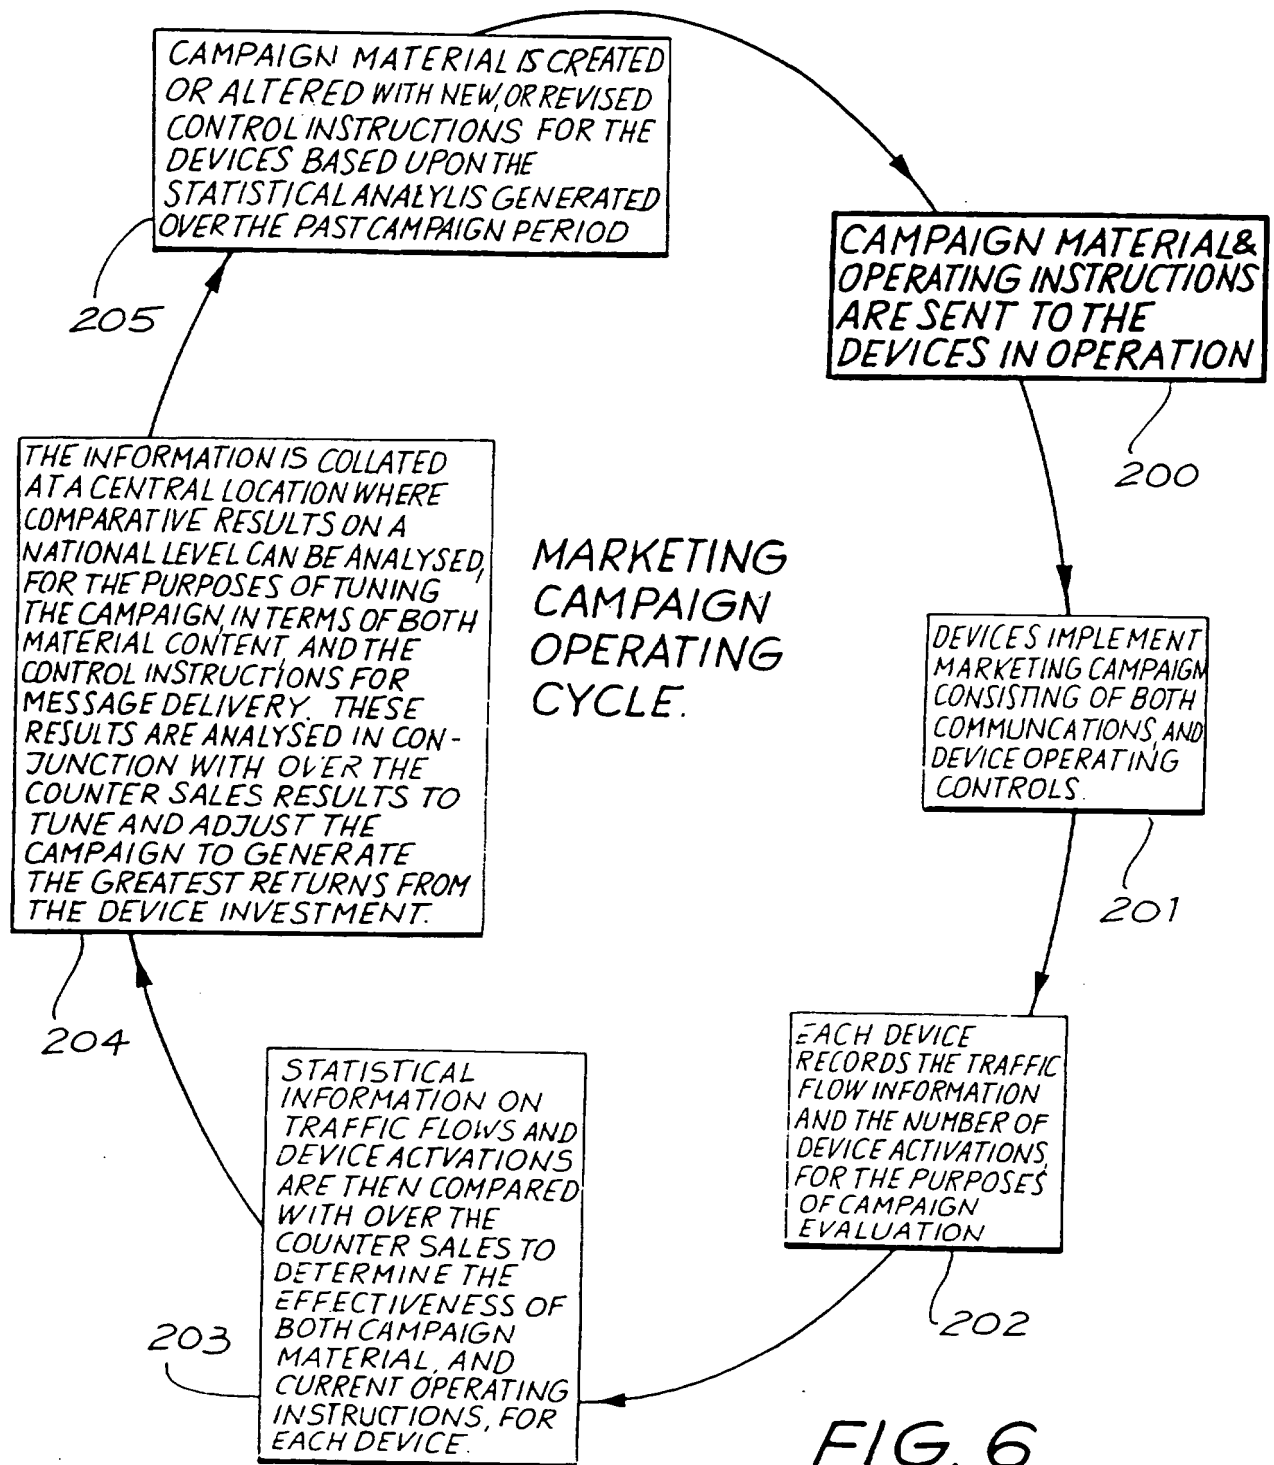 CAMPAIGN MATERIAL IS CREATED
OR ALTERED WITH NEW, OR REVISED
CONTROL INSTRUCTIONS FOR THE
DEVICES BASED UPON THE
STATISTICAL ANALYLIS GENERATED
OVER THE PAST CAMPAIGN PERIOD
205
CAMPAIGN MATERIAL &
OPERATING INSTRUCTIONS
ARE SENT TO THE
DEVICES IN OPERATION
200
MARKETING
CAMPAIGN
OPERATING
CYCLE.
DEVICES IMPLEMENT
MARKETING CAMPAIGN
CONSISTING OF BOTH
COMMUNCATIONS, AND
DEVICE OPERATING
CONTROLS.
201
EACH DEVICE
RECORDS THE TRAFFIC
FLOW INFORMATION
AND THE NUMBER OF
DEVICE ACTIVATIONS,
FOR THE PURPOSES
OF CAMPAIGN
EVALUATION
202
STATISTICAL
INFORMATION ON
TRAFFIC FLOWS AND
DEVICE ACTVATIONS
ARE THEN COMPARED
WITH OVER THE
COUNTER SALES TO
DETERMINE THE
EFFECTIVENESS OF
BOTH CAMPAIGN
MATERIAL, AND
CURRENT OPERATING
INSTRUCTIONS, FOR
EACH DEVICE.
203
THE INFORMATION IS COLLATED
AT A CENTRAL LOCATION WHERE
COMPARATIVE RESULTS ON A
NATIONAL LEVEL CAN BE ANALYSED,
FOR THE PURPOSES OF TUNING
THE CAMPAIGN, IN TERMS OF BOTH
MATERIAL CONTENT, AND THE
CONTROL INSTRUCTIONS FOR
MESSAGE DELIVERY. THESE
RESULTS ARE ANALYSED IN CON-
JUNCTION WITH OVER THE
COUNTER SALES RESULTS TO
TUNE AND ADJUST THE
CAMPAIGN TO GENERATE
THE GREATEST RETURNS FROM
THE DEVICE INVESTMENT.
204
FIG. 6